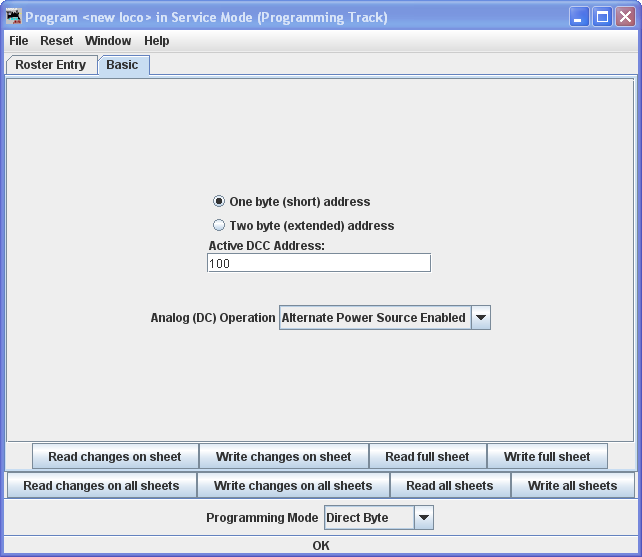 Program <new loco> in Service Mode (Programming Track)
File Reset Window Help
Roster Entry Basic
One byte (short) address
Two byte (extended) address
Active DCC Address:
100
Analog (DC) Operation Alternate Power Source Enabled
Read changes on sheet Write changes on sheet Read full sheet Write full sheet
Read changes on all sheets Write changes on all sheets Read all sheets Write all sheets
Programming Mode Direct Byte
OK